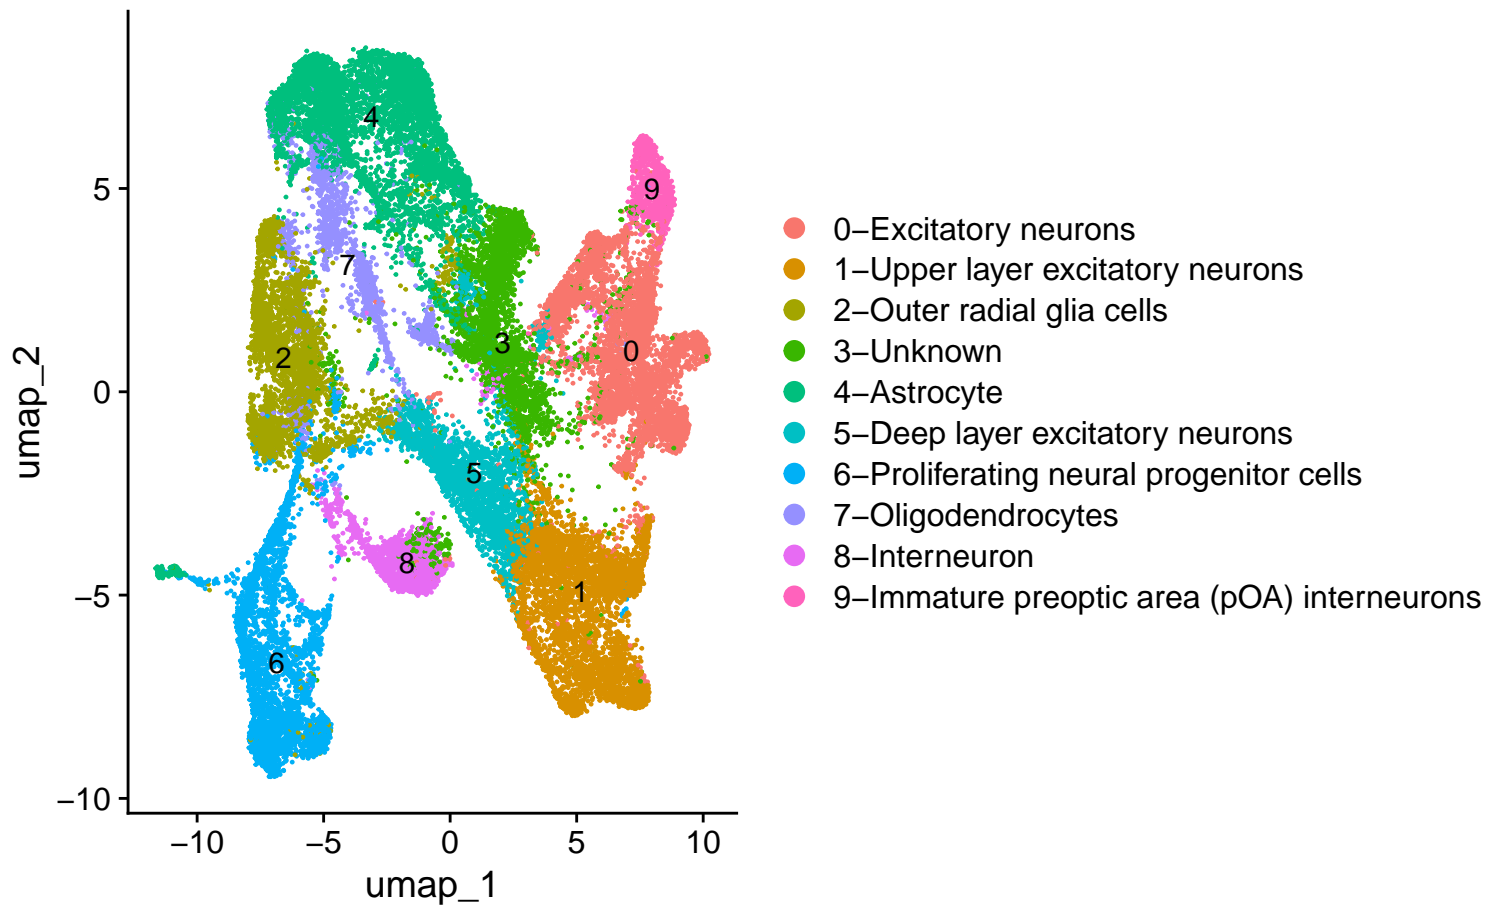 umap_2
5
0
−5
−10
4
9
7
3
2
0
5
8
1
6
−10
−5
0
5
10
umap_1
0−Excitatory neurons
1−Upper layer excitatory neurons
2−Outer radial glia cells
3−Unknown
4−Astrocyte
5−Deep layer excitatory neurons
6−Proliferating neural progenitor cells
7−Oligodendrocytes
8−Interneuron
9−Immature preoptic area (pOA) interneurons